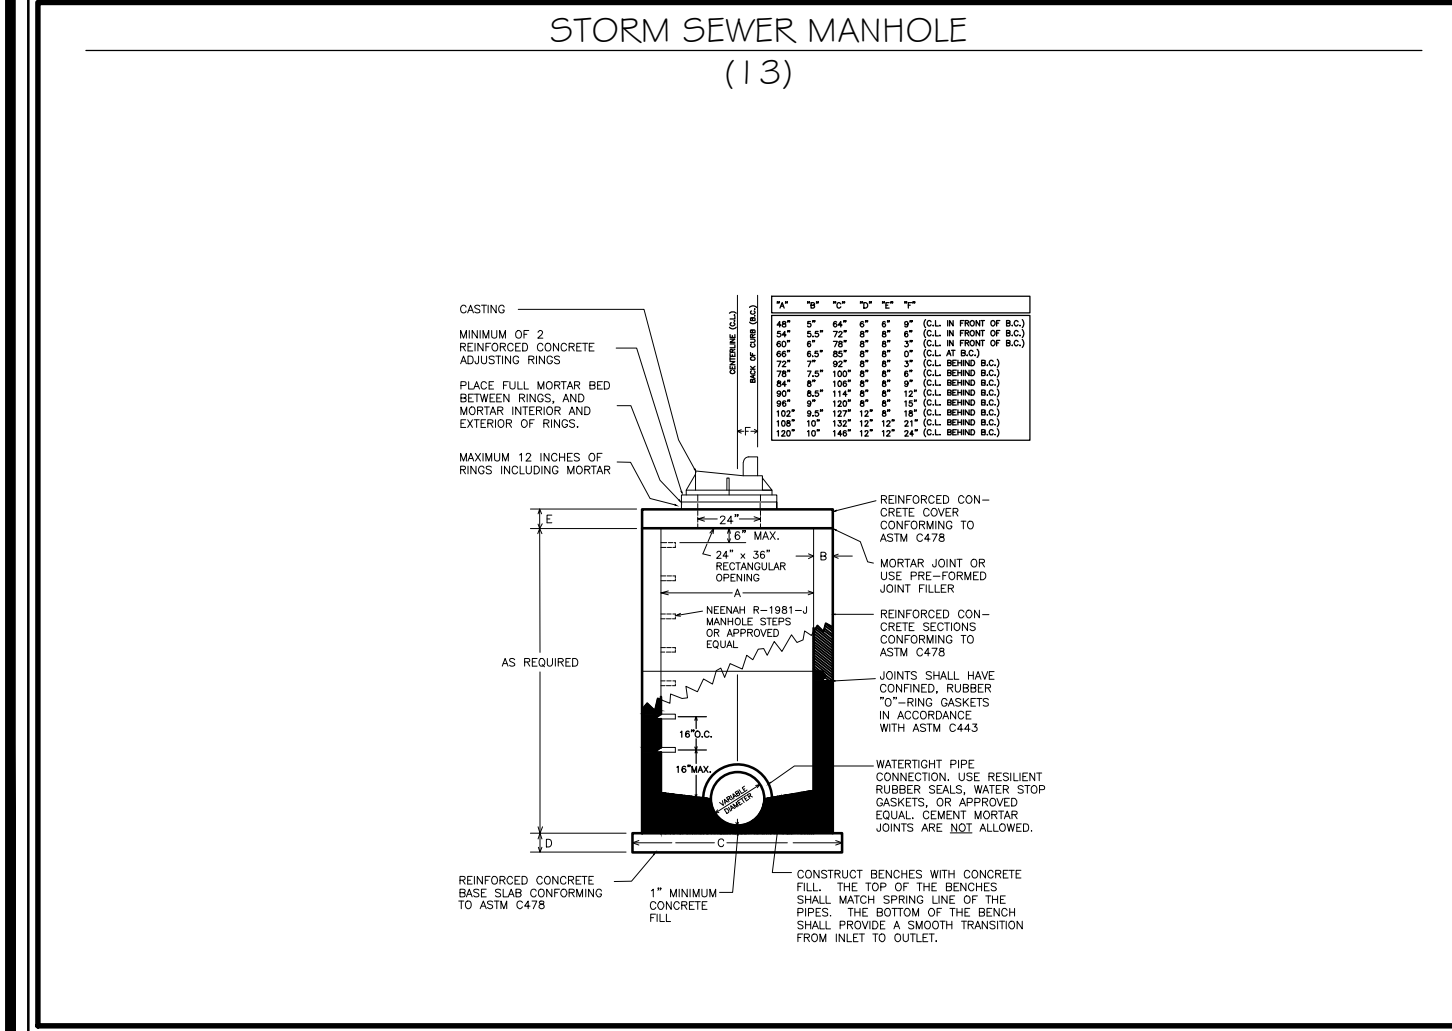 STORM SEWER MANHOLE
(13)
CASTING
MINIMUM OF 2
REINFORCED CONCRETE
ADJUSTING RINGS
PLACE FULL MORTAR BED
BETWEEN RINGS, AND
MORTAR INTERIOR AND
EXTERIOR OF RINGS.
MAXIMUM 12 INCHES OF
RINGS INCLUDING MORTAR
CENTERLINE (C.L.)
BACK OF CURB (B.C.)
F
"A" "B" "C" "D" "E" "F"
48" 5" 64" 6" 6" 9" (C.L. IN FRONT OF B.C.)
54" 5.5" 72" 8" 8" 6" (C.L. IN FRONT OF B.C.)
60" 6" 78" 8" 8" 3" (C.L. IN FRONT OF B.C.)
66" 6.5" 85" 8" 8" 0" (C.L. AT B.C.)
72" 7" 92" 8" 8" 3" (C.L. BEHIND B.C.)
78" 7.5" 100" 8" 8" 6" (C.L. BEHIND B.C.)
84" 8" 106" 8" 8" 9" (C.L. BEHIND B.C.)
90" 8.5" 114" 8" 8" 12" (C.L. BEHIND B.C.)
96" 9" 120" 8" 8" 15" (C.L. BEHIND B.C.)
102" 9.5" 127" 12" 8" 18" (C.L. BEHIND B.C.)
108" 10" 132" 12" 12" 21" (C.L. BEHIND B.C.)
120" 10" 146" 12" 12" 24" (C.L. BEHIND B.C.)
E
24"
6" MAX.
24" x 36"
RECTANGULAR
OPENING
B
A
NEENAH R-1981-J
MANHOLE STEPS
OR APPROVED
EQUAL
AS REQUIRED
16"O.C.
16"MAX.
VARIABLE
DIAMETER
D
C
REINFORCED CON-
CRETE COVER
CONFORMING TO
ASTM C478
MORTAR JOINT OR
USE PRE-FORMED
JOINT FILLER
REINFORCED CON-
CRETE SECTIONS
CONFORMING TO
ASTM C478
JOINTS SHALL HAVE
CONFINED, RUBBER
"O"-RING GASKETS
IN ACCORDANCE
WITH ASTM C443
WATERTIGHT PIPE
CONNECTION. USE RESILIENT
RUBBER SEALS, WATER STOP
GASKETS, OR APPROVED
EQUAL. CEMENT MORTAR
JOINTS ARE NOT ALLOWED.
REINFORCED CONCRETE
BASE SLAB CONFORMING
TO ASTM C478
1" MINIMUM
CONCRETE
FILL
CONSTRUCT BENCHES WITH CONCRETE
FILL. THE TOP OF THE BENCHES
SHALL MATCH SPRING LINE OF THE
PIPES. THE BOTTOM OF THE BENCH
SHALL PROVIDE A SMOOTH TRANSITION
FROM INLET TO OUTLET.